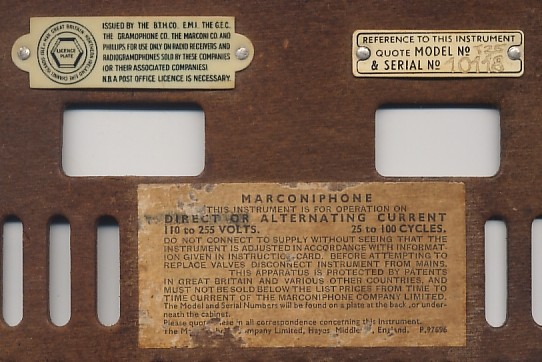 ISSUED BY THE B.T.H.CO. E.M.I. THE G.E.C.
THE GRAMOPHONE CO. THE MARCONI CO. AND
PHILLIPS FOR USE ONLY ON RADIO RECEIVERS AND
RADIOGRAMOPHONES SOLD BY THESE COMPANIES
(OR THEIR ASSOCIATED COMPANIES)
N.B A POST OFFICE LICENCE IS NECESSARY.
LICENCE
PLATE
REFERENCE TO THIS INSTRUMENT
QUOTE MODEL No
& SERIAL No 10118
MARCONIPHONE
THIS INSTRUMENT IS FOR OPERATION ON
DIRECT OR ALTERNATING CURRENT
110 to 255 VOLTS. 25 to 100 CYCLES.
DO NOT CONNECT TO SUPPLY WITHOUT SEEING THAT THE
INSTRUMENT IS ADJUSTED IN ACCORDANCE WITH INFORMAT-
ION GIVEN IN INSTRUCTION CARD. BEFORE ATTEMPTING TO
REPLACE VALVES DISCONNECT INSTRUMENT FROM MAINS.
THIS APPARATUS IS PROTECTED BY PATENTS
IN GREAT BRITAIN AND VARIOUS OTHER COUNTRIES, AND
MUST NOT BE SOLD BELOW THE LIST PRICES FROM TIME TO
TIME CURRENT OF THE MARCONIPHONE COMPANY LIMITED.
The Model and Serial Numbers will be found on a plate at the back or under-
neath the cabinet.
Please quote these in all correspondence concerning this Instrument.
Company Limited, Hayes, England. P.97696